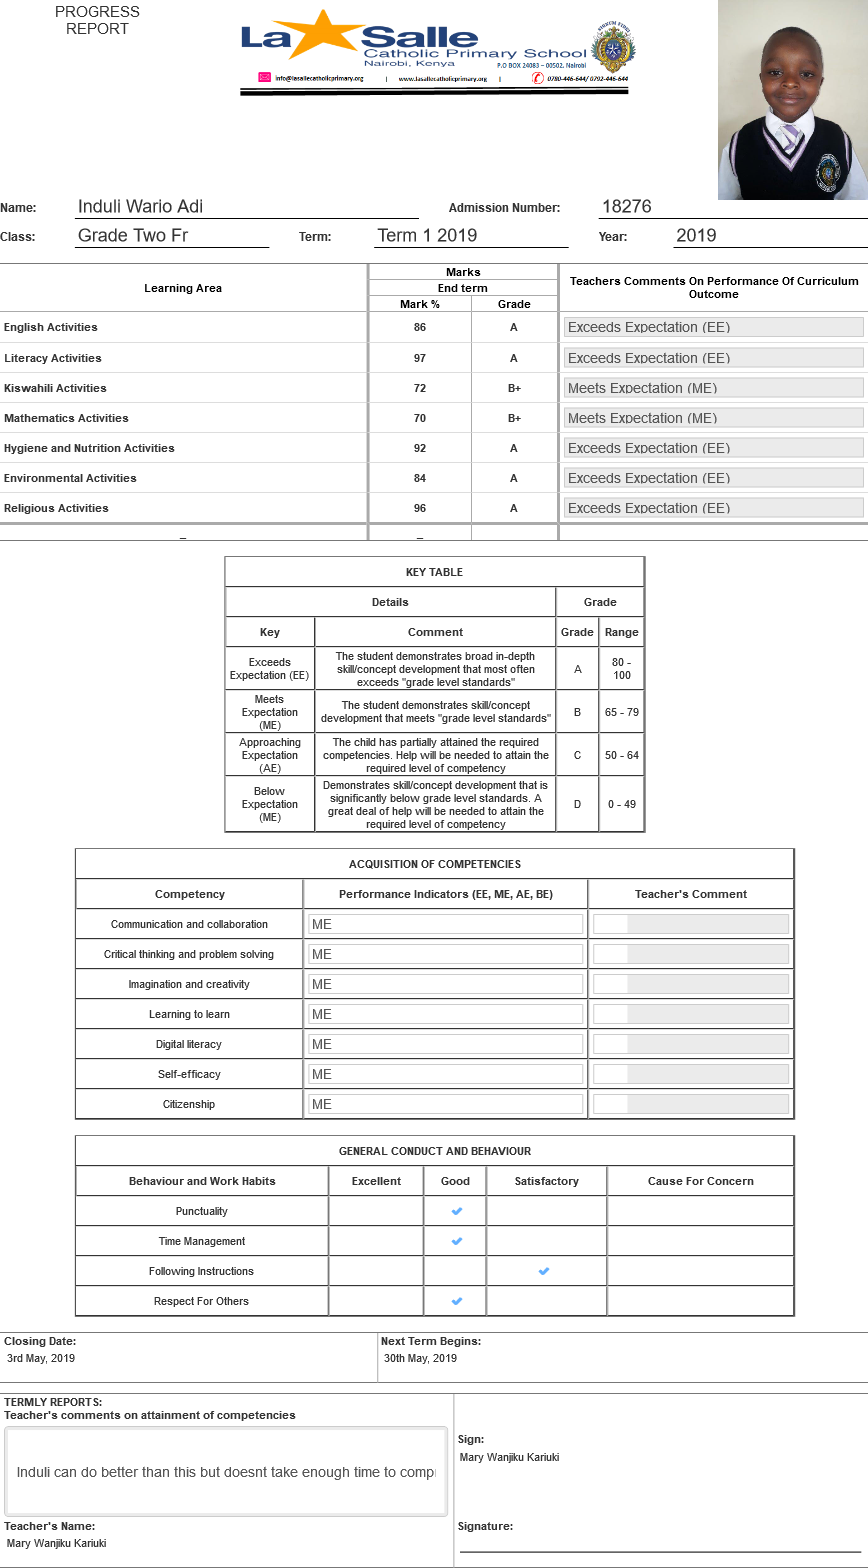 PROGRESS
REPORT
La Salle
Catholic Primary School
Nairobi, Kenya
P.O BOX 24083 – 00502, Nairobi
info@lasallecatholicprimary.org | www.lasallecatholicprimary.org | 0780-446-644/ 0792-446-644
Name: Induli Wario Adi Admission Number: 18276
Class: Grade Two Fr Term: Term 1 2019 Year: 2019
Learning Area Marks Teachers Comments On Performance Of Curriculum Outcome
End term
Mark % Grade
English Activities 86 A Exceeds Expectation (EE)
Literacy Activities 97 A Exceeds Expectation (EE)
Kiswahili Activities 72 B+ Meets Expectation (ME)
Mathematics Activities 70 B+ Meets Expectation (ME)
Hygiene and Nutrition Activities 92 A Exceeds Expectation (EE)
Environmental Activities 84 A Exceeds Expectation (EE)
Religious Activities 96 A Exceeds Expectation (EE)
_ _
KEY TABLE
Details Grade
Key Comment Grade Range
Exceeds Expectation (EE) The student demonstrates broad in-depth skill/concept development that most often exceeds "grade level standards" A 80 - 100
Meets Expectation (ME) The student demonstrates skill/concept development that meets "grade level standards" B 65 - 79
Approaching Expectation (AE) The child has partially attained the required competencies. Help will be needed to attain the required level of competency C 50 - 64
Below Expectation (ME) Demonstrates skill/concept development that is significantly below grade level standards. A great deal of help will be needed to attain the required level of competency D 0 - 49
ACQUISITION OF COMPETENCIES
Competency Performance Indicators (EE, ME, AE, BE) Teacher's Comment
Communication and collaboration ME
Critical thinking and problem solving ME
Imagination and creativity ME
Learning to learn ME
Digital literacy ME
Self-efficacy ME
Citizenship ME
GENERAL CONDUCT AND BEHAVIOUR
Behaviour and Work Habits Excellent Good Satisfactory Cause For Concern
Punctuality
Time Management
Following Instructions
Respect For Others
Closing Date: Next Term Begins:
3rd May, 2019 30th May, 2019
TERMLY REPORTS:
Teacher's comments on attainment of competencies
Sign:
Mary Wanjiku Kariuki
Induli can do better than this but doesnt take enough time to comp
Teacher's Name: Signature:
Mary Wanjiku Kariuki